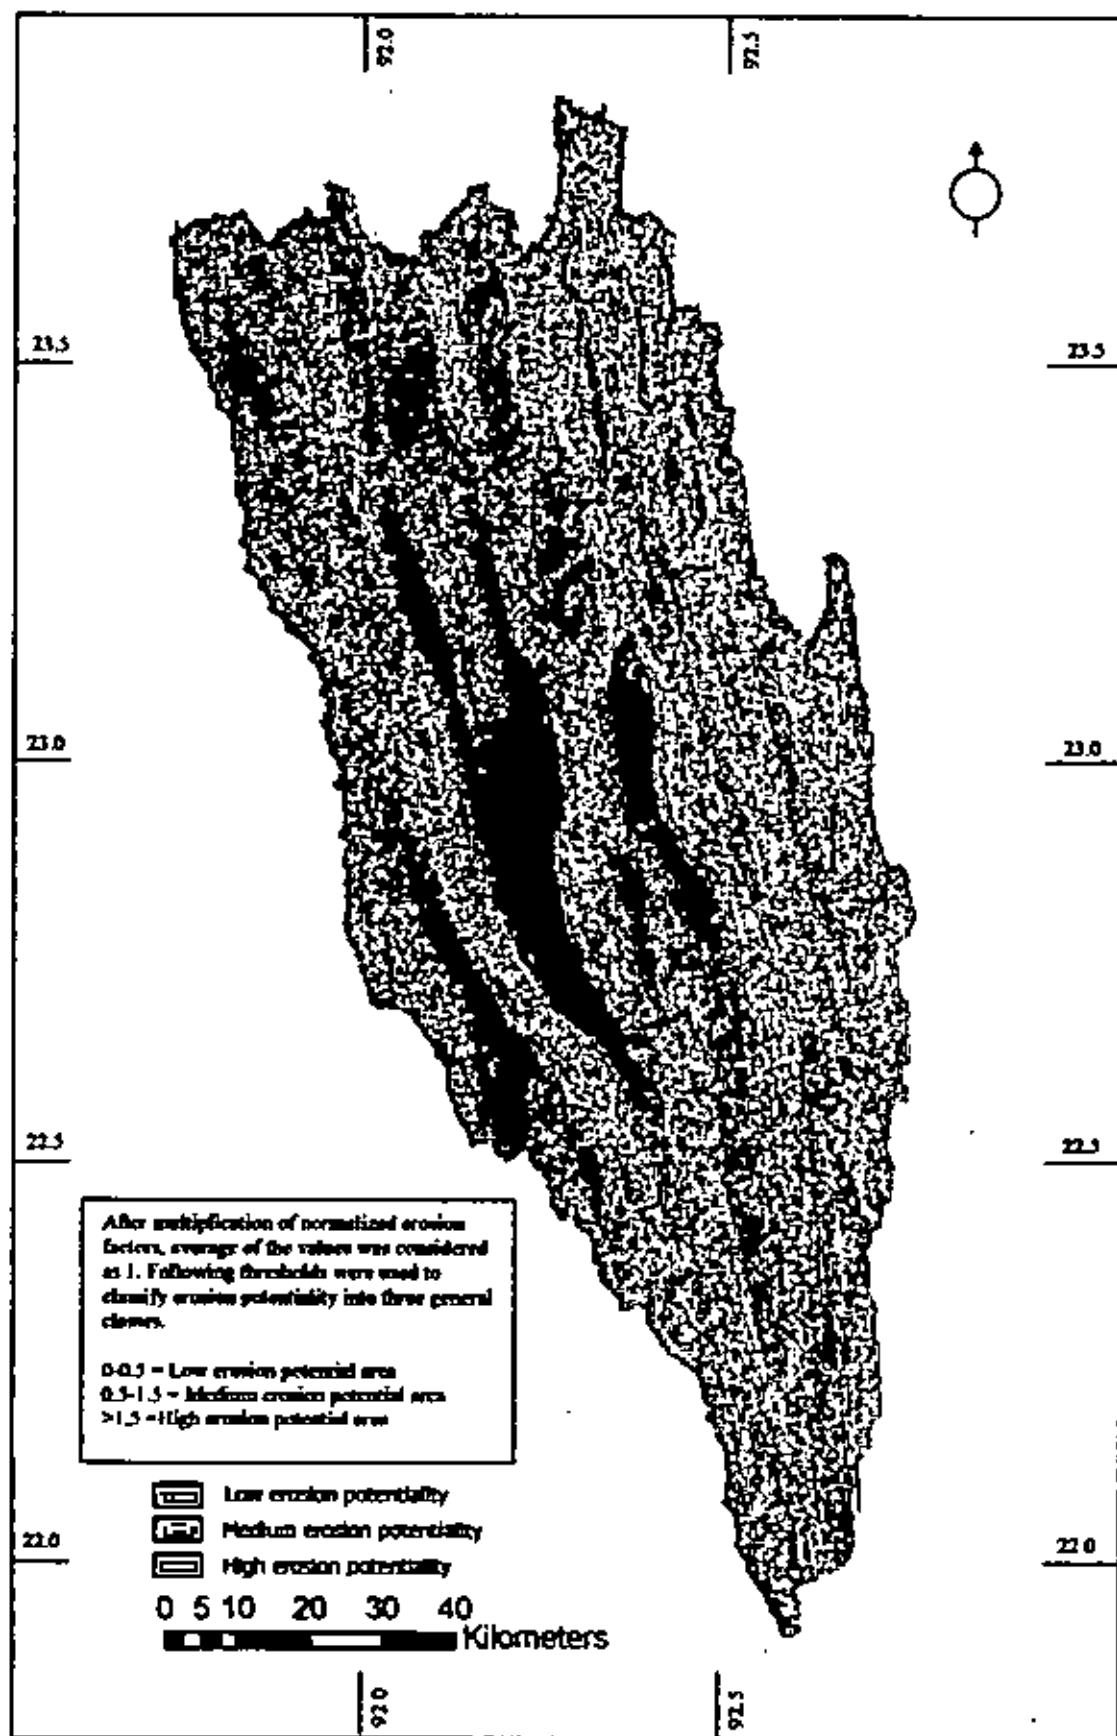 92.0
92.5
23.5
23.5
23.0
23.0
22.5
22.5
After multiplication of normalized erosion
factors, average of the values was considered
as 1. Following thresholds were used to
classify erosion potentiality into three general
classes.
0-0.5 = Low erosion potential area
0.5-1.5 = Medium erosion potential area
>1.5 =High erosion potential area
Low erosion potentiality
Medium erosion potentiality
High erosion potentiality
22.0
22.0
0 5 10 20 30 40
Kilometers
92.0
92.5